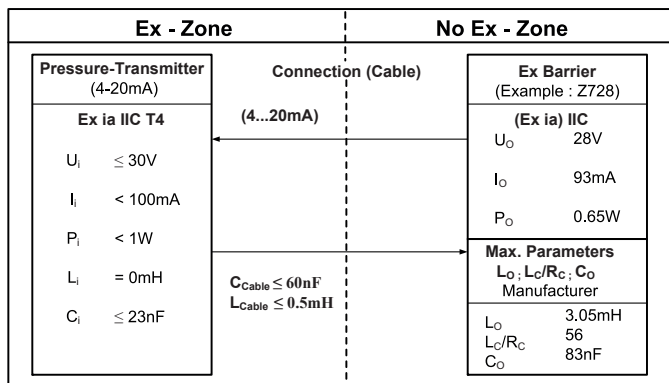 Ex - Zone
No Ex - Zone
Pressure-Transmitter
(4-20mA)
Ex ia IIC T4
Ui ≤ 30V
Ii < 100mA
Pi < 1W
Li = 0mH
Ci ≤ 23nF
Connection (Cable)
(4...20mA)
CCable ≤ 60nF
LCable ≤ 0.5mH
Ex Barrier
(Example : Z728)
(Ex ia) IIC
UO 28V
IO 93mA
PO 0.65W
Max. Parameters
LO ; LC/RC ; CO
Manufacturer
LO 3.05mH
LC/RC 56
CO 83nF